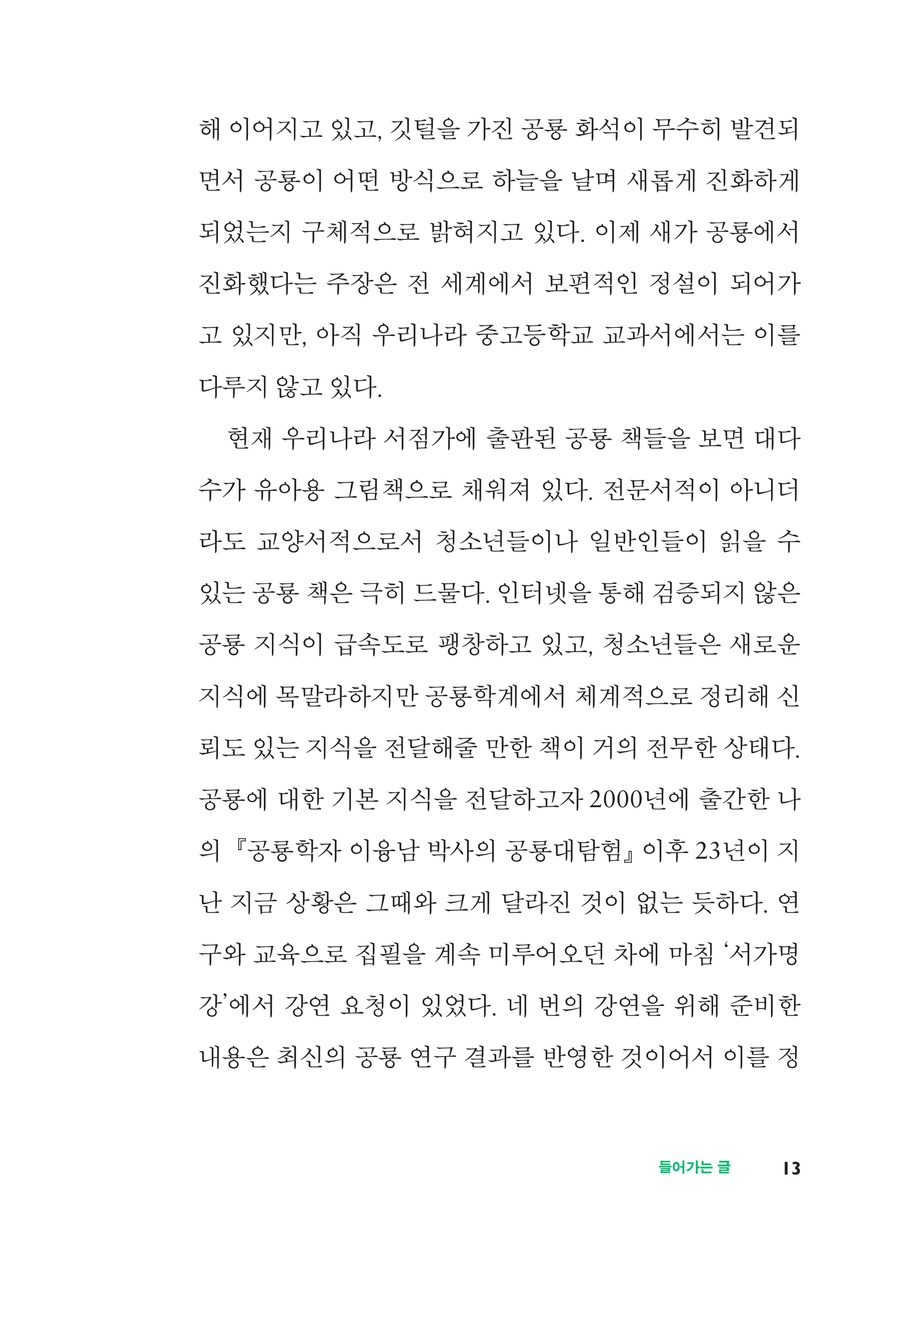 해 이어지고 있고, 깃털을 가진 공룡 화석이 무수히 발견되
면서 공룡이 어떤 방식으로 하늘을 날며 새롭게 진화하게
되었는지 구체적으로 밝혀지고 있다. 이제 새가 공룡에서
진화했다는 주장은 전 세계에서 보편적인 정설이 되어가
고 있지만, 아직 우리나라 중고등학교 교과서에서는 이를
다루지 않고 있다.
현재 우리나라 서점가에 출판된 공룡 책들을 보면 대다
수가 유아용 그림책으로 채워져 있다. 전문서적이 아니더
라도 교양서적으로서 청소년들이나 일반인들이 읽을 수
있는 공룡 책은 극히 드물다. 인터넷을 통해 검증되지 않은
공룡 지식이 급속도로 팽창하고 있고, 청소년들은 새로운
지식에 목말라하지만 공룡학계에서 체계적으로 정리해 신
뢰도 있는 지식을 전달해줄 만한 책이 거의 전무한 상태다.
공룡에 대한 기본 지식을 전달하고자 2000년에 출간한 나
의 『공룡학자 이융남 박사의 공룡대탐험』 이후 23년이 지
난 지금 상황은 그때와 크게 달라진 것이 없는 듯하다. 연
구와 교육으로 집필을 계속 미루어오던 차에 마침 ‘서가명
강’에서 강연 요청이 있었다. 네 번의 강연을 위해 준비한
내용은 최신의 공룡 연구 결과를 반영한 것이어서 이를 정
들어가는 글 13